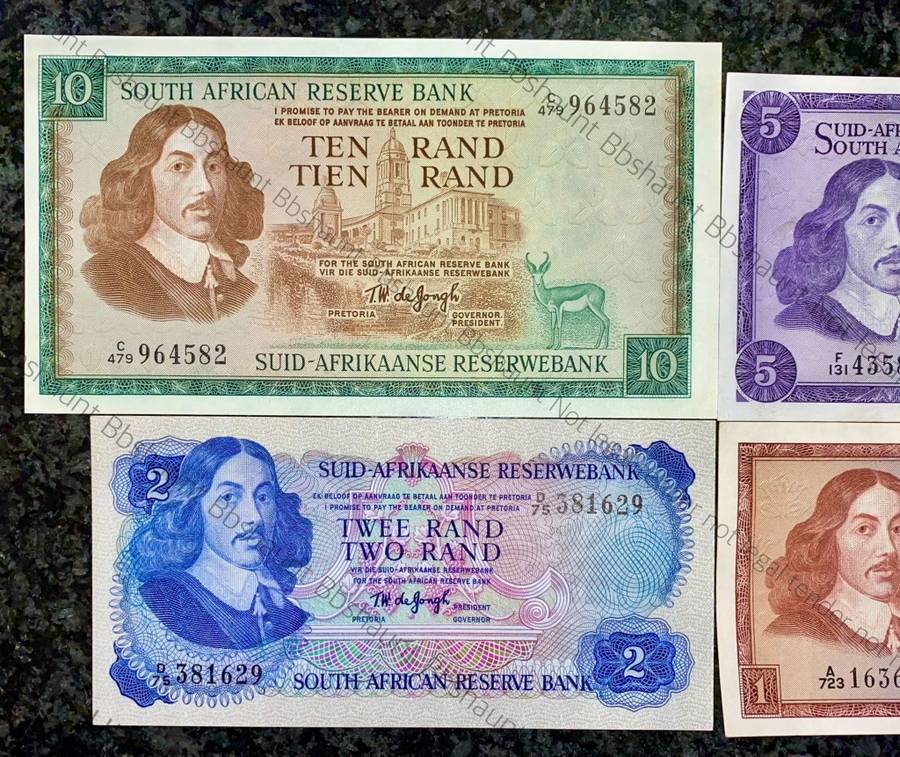 10
SOUTH AFRICAN RESERVE BANK
C/479 964582
I PROMISE TO PAY THE BEARER ON DEMAND AT PRETORIA
EK BELOOF OP AANVRAAG TE BETAAL AAN TOONDER TE PRETORIA
TEN RAND
TIEN RAND
FOR THE SOUTH AFRICAN RESERVE BANK
VIR DIE SUID-AFRIKAANSE RESERWEBANK
T.W. de Jongh
PRETORIA GOVERNOR.
PRESIDENT.
C/479 964582
SUID-AFRIKAANSE RESERWEBANK
10
5
SUID-AF
SOUTH A
5
F/131 4358
2
SUID-AFRIKAANSE RESERWEBANK
EK BELOOF OP AANVRAAG TE BETAAL AAN TOONDER TE PRETORIA
I PROMISE TO PAY THE BEARER ON DEMAND AT PRETORIA
D/75 381629
TWEE RAND
TWO RAND
VIR DIE SUID-AFRIKAANSE RESERWEBANK
FOR THE SOUTH AFRICAN RESERVE BANK
T.W. de Jongh
PRESIDENT
PRETORIA GOVERNOR
D/75 381629
SOUTH AFRICAN RESERVE BANK
2
1
A/723 1636
Bbshaunt Bbshaunt Bbshaunt Not legal tender